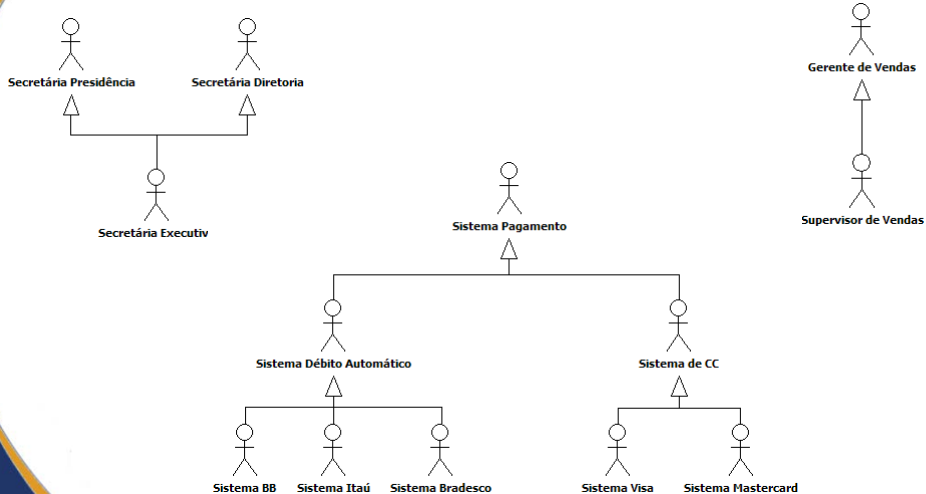 Secretária Presidência
Secretária Diretoria
Gerente de Vendas
Secretária Executiv
Sistema Pagamento
Supervisor de Vendas
Sistema Débito Automático
Sistema de CC
Sistema BB
Sistema Itaú
Sistema Bradesco
Sistema Visa
Sistema Mastercard